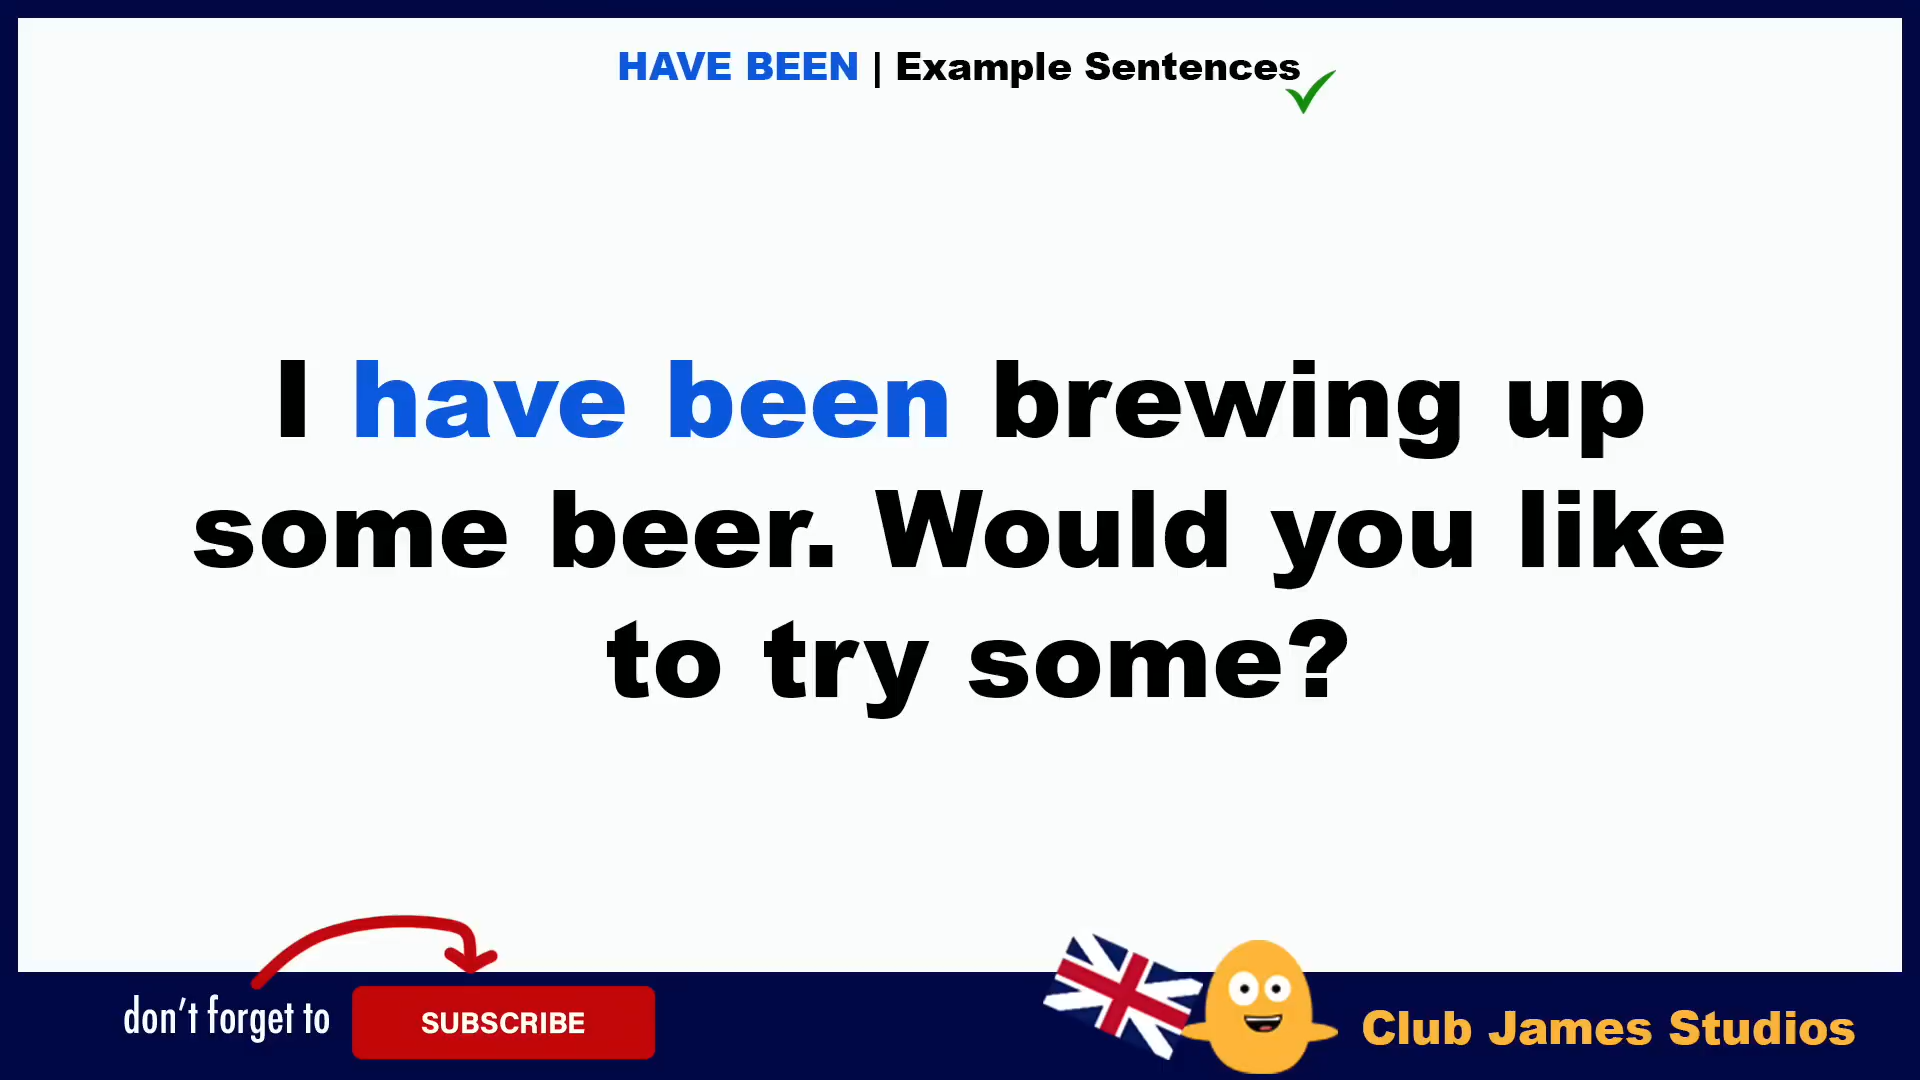 HAVE BEEN | Example Sentences
I have been brewing up
some beer. Would you like
to try some?
don't forget to
SUBSCRIBE
Club James Studios